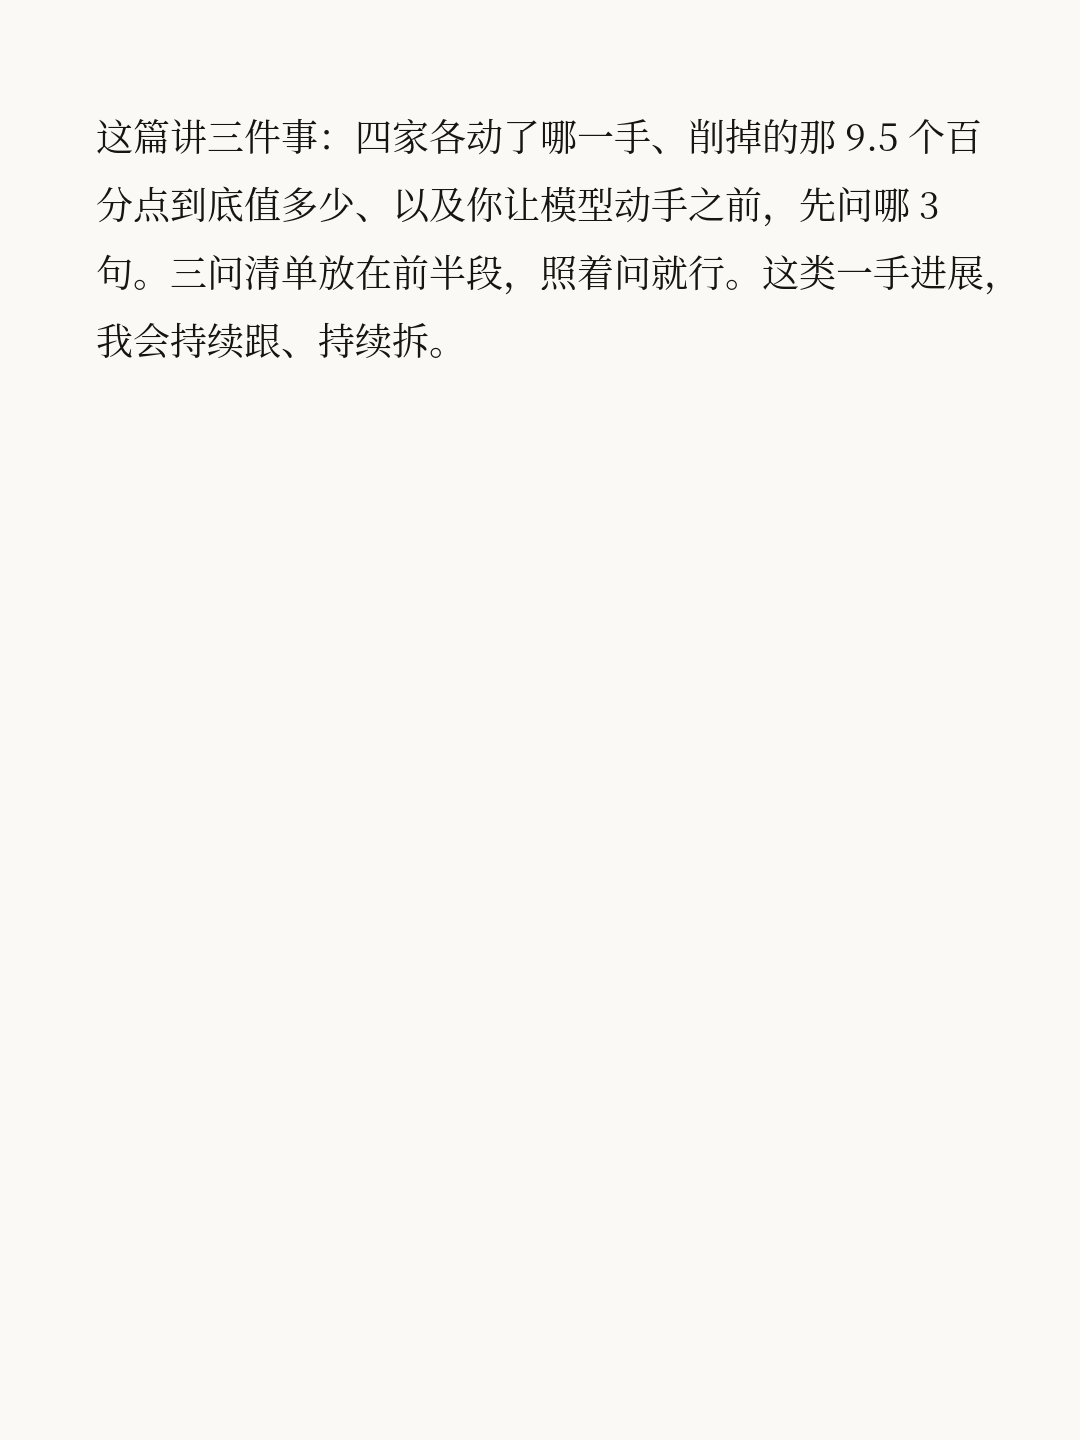 这篇讲三件事：四家各动了哪一手、削掉的那 9.5 个百
分点到底值多少、以及你让模型动手之前，先问哪 3
句。三问清单放在前半段，照着问就行。这类一手进展，
我会持续跟、持续拆。